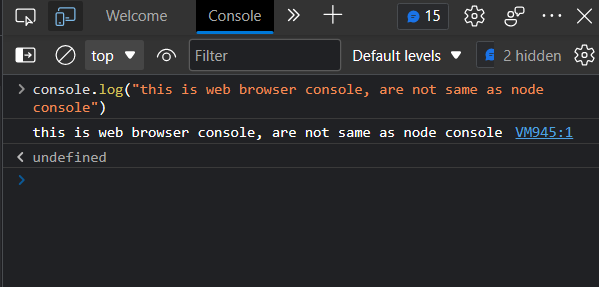 Welcome Console 15
top Filter Default levels 2 hidden
console.log("this is web browser console, are not same as node
console")
this is web browser console, are not same as node console VM945:1
undefined